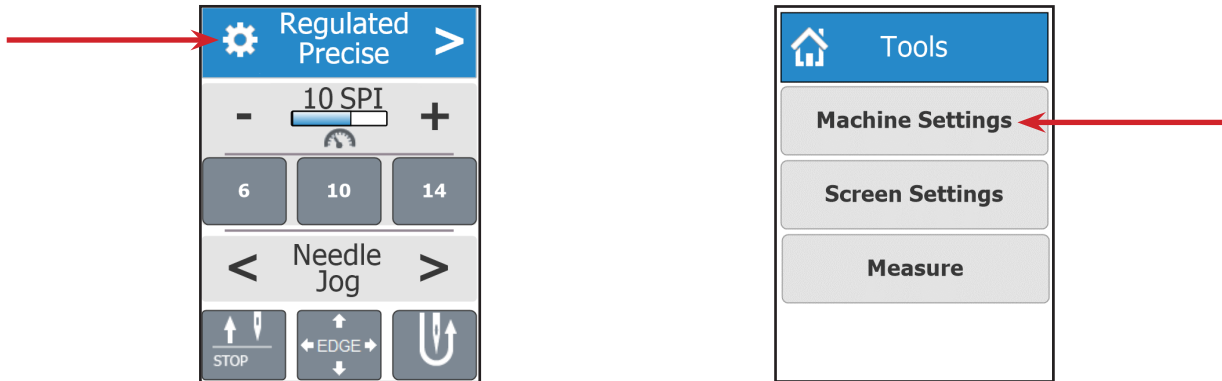 Regulated
Precise
>
- 10 SPI +
6 10 14
< Needle >
Jog
STOP
EDGE
Tools
Machine Settings
Screen Settings
Measure